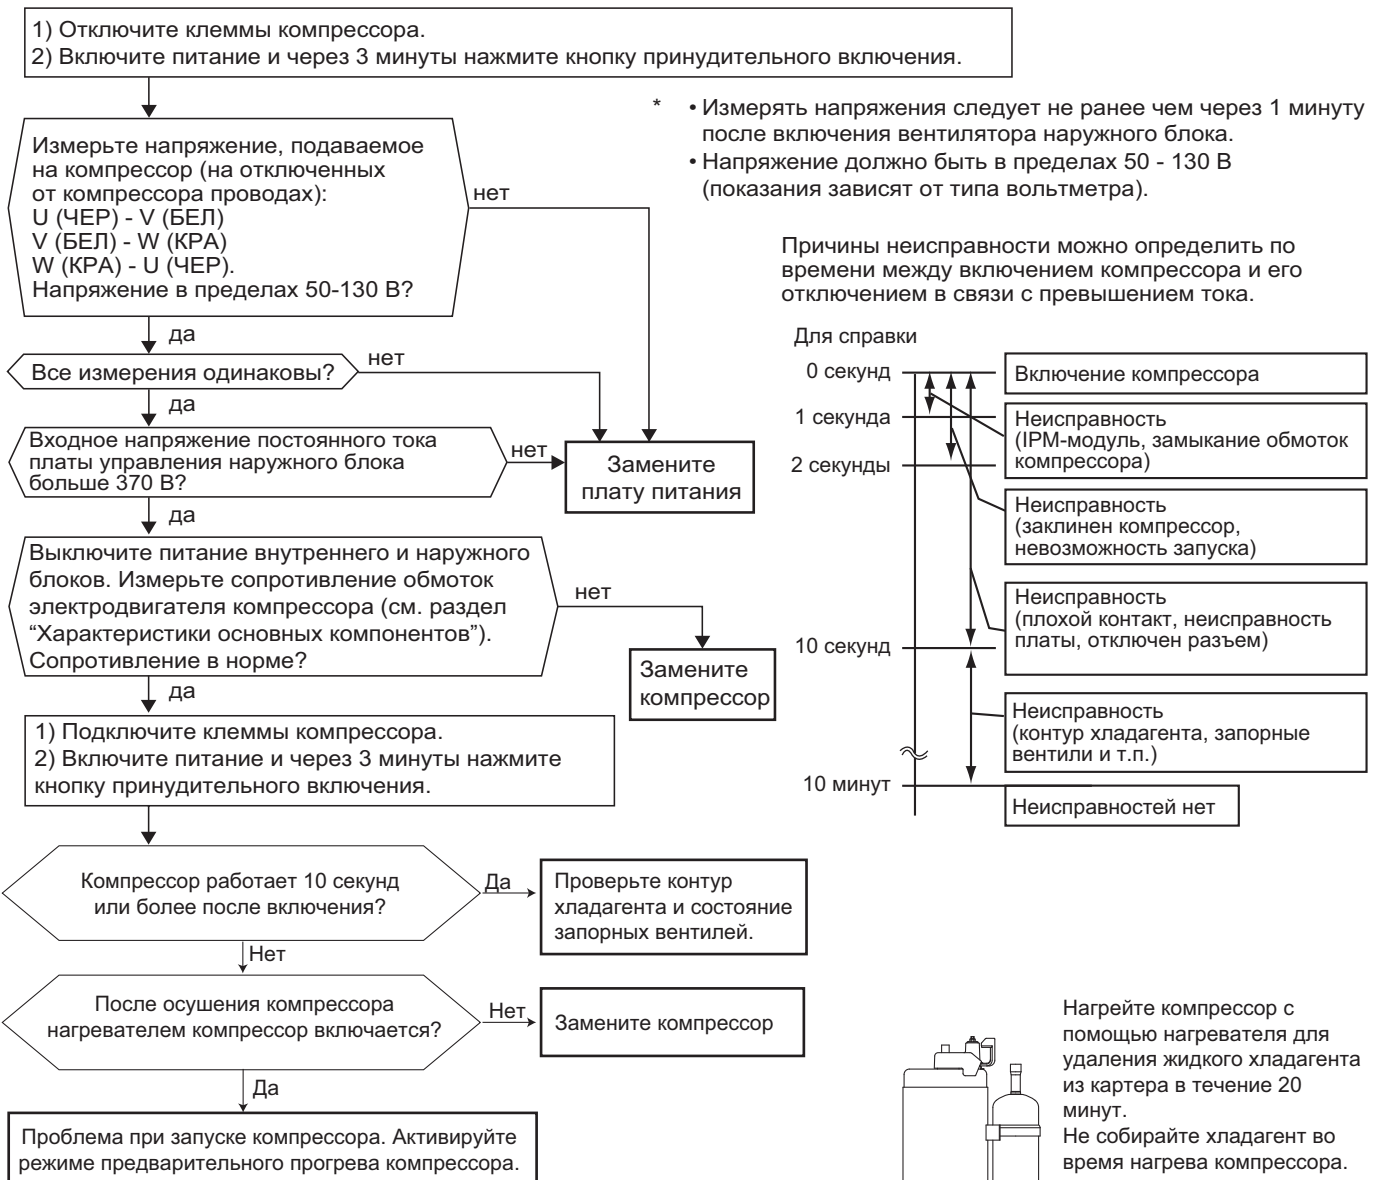 1) Отключите клеммы компрессора.
2) Включите питание и через 3 минуты нажмите кнопку принудительного включения.
* • Измерять напряжения следует не ранее чем через 1 минуту
после включения вентилятора наружного блока.
• Напряжение должно быть в пределах 50 - 130 В
(показания зависят от типа вольтметра).
Измерьте напряжение, подаваемое
на компрессор (на отключенных
от компрессора проводах):
U (ЧЕР) - V (БЕЛ)
V (БЕЛ) - W (КРА)
W (КРА) - U (ЧЕР).
Напряжение в пределах 50-130 В?
нет
да
Все измерения одинаковы?
нет
да
Входное напряжение постоянного тока
платы управления наружного блока
больше 370 В?
нет
Замените
плату питания
да
Выключите питание внутреннего и наружного
блоков. Измерьте сопротивление обмоток
электродвигателя компрессора (см. раздел
“Характеристики основных компонентов”).
Сопротивление в норме?
нет
Замените
компрессор
да
1) Подключите клеммы компрессора.
2) Включите питание и через 3 минуты нажмите
кнопку принудительного включения.
Компрессор работает 10 секунд
или более после включения?
Да
Проверьте контур
хладагента и состояние
запорных вентилей.
Нет
После осушения компрессора
нагревателем компрессор включается?
Нет
Замените компрессор
Да
Проблема при запуске компрессора. Активируйте
режиме предварительного прогрева компрессора.
Причины неисправности можно определить по
времени между включением компрессора и его
отключением в связи с превышением тока.
Для справки
0 секунд
Включение компрессора
1 секунда
Неисправность
(IPM-модуль, замыкание обмоток
компрессора)
2 секунды
Неисправность
(заклинен компрессор,
невозможность запуска)
Неисправность
(плохой контакт, неисправность
платы, отключен разъем)
10 секунд
Неисправность
(контур хладагента, запорные
вентили и т.п.)
10 минут
Неисправностей нет
Нагрейте компрессор с
помощью нагревателя для
удаления жидкого хладагента
из картера в течение 20
минут.
Не собирайте хладагент во
время нагрева компрессора.